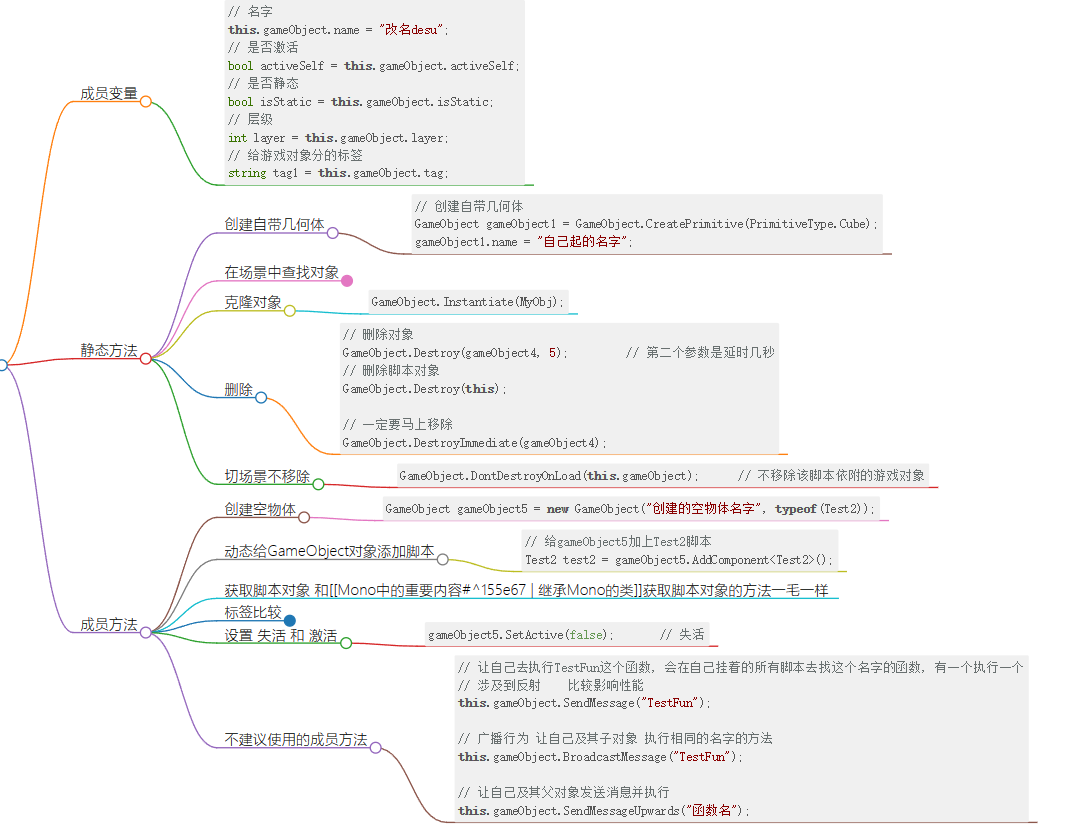 // 名字
this.gameObject.name = "改名desu";
// 是否激活
bool activeSelf = this.gameObject.activeSelf;
// 是否静态
bool isStatic = this.gameObject.isStatic;
// 层级
int layer = this.gameObject.layer;
// 给游戏对象分的标签
string tag1 = this.gameObject.tag;
成员变量
静态方法
创建自带几何体
// 创建自带几何体
GameObject gameObject1 = GameObject.CreatePrimitive(PrimitiveType.Cube);
gameObject1.name = "自己起的名字";
在场景中查找对象
克隆对象
GameObject.Instantiate(MyObj);
删除
// 删除对象
GameObject.Destroy(gameObject4, 5); // 第二个参数是延时几秒
// 删除脚本对象
GameObject.Destroy(this);
// 一定要马上移除
GameObject.DestroyImmediate(gameObject4);
切场景不移除
GameObject.DontDestroyOnLoad(this.gameObject); // 不移除该脚本依附的游戏对象
成员方法
创建空物体
GameObject gameObject5 = new GameObject("创建的空物体名字", typeof(Test2));
动态给GameObject对象添加脚本
// 给gameObject5加上Test2脚本
Test2 test2 = gameObject5.AddComponent<Test2>();
获取脚本对象 和[[Mono中的重要内容#^155e67 | 继承Mono的类]]获取脚本对象的方法一毛一样
标签比较
设置 失活 和 激活
gameObject5.SetActive(false); // 失活
不建议使用的成员方法
// 让自己去执行TestFun这个函数, 会在自己挂着的所有脚本去找这个名字的函数, 有一个执行一个
// 涉及到反射 比较影响性能
this.gameObject.SendMessage("TestFun");
// 广播行为 让自己及其子对象 执行相同的名字的方法
this.gameObject.BroadcastMessage("TestFun");
// 让自己及其父对象发送消息并执行
this.gameObject.SendMessageUpwards("函数名");